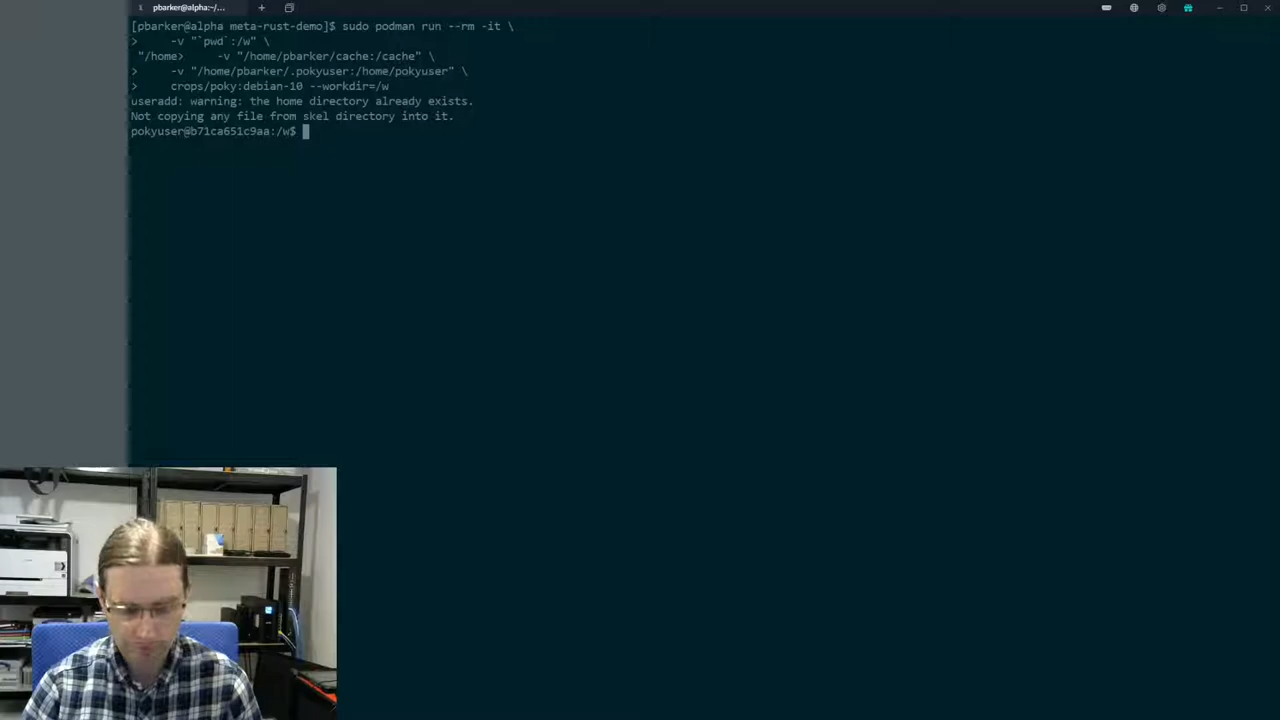 1 pbarker@alpha:~/...
[pbarker@alpha meta-rust-demo]$ sudo podman run --rm -it \
> -v "`pwd`:/w" \
"/home> -v "/home/pbarker/cache:/cache" \
> -v "/home/pbarker/.pokyuser:/home/pokyuser" \
> crops/poky:debian-10 --workdir=/w
useradd: warning: the home directory already exists.
Not copying any file from skel directory into it.
pokyuser@b71ca651c9aa:/w$